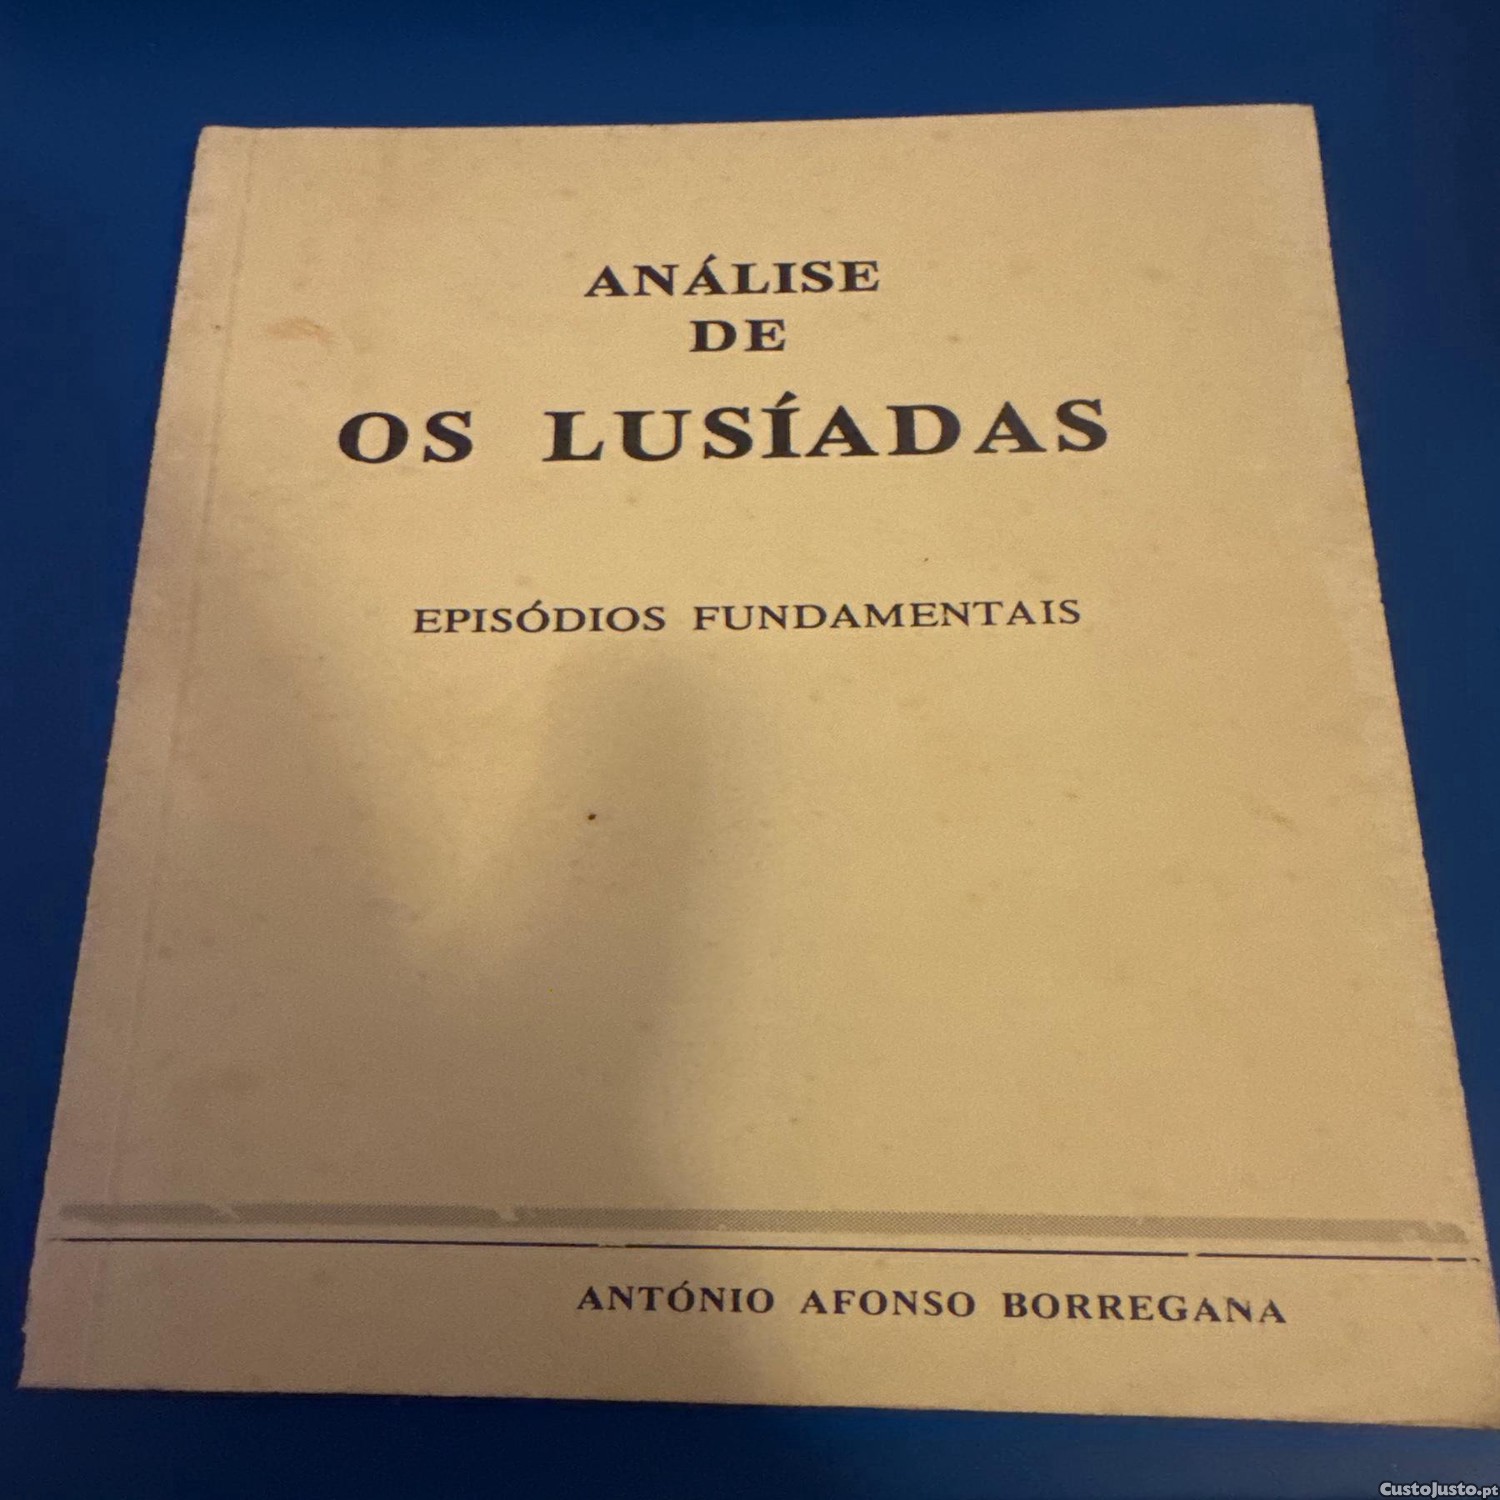 ANÁLISE
DE
OS LUSÍADAS
EPISÓDIOS FUNDAMENTAIS
ANTÓNIO AFONSO BORREGANA
CustoJusto.pt